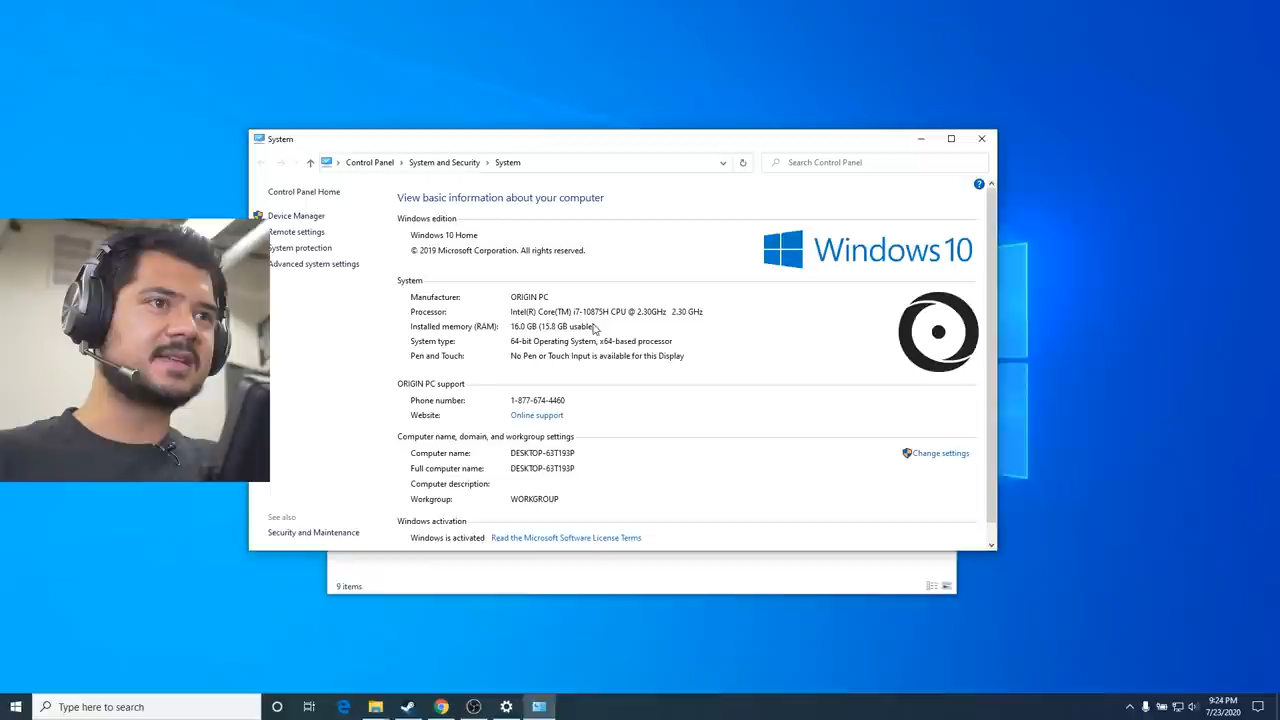 System
Control Panel > System and Security > System
Search Control Panel
Control Panel Home
Device Manager
Remote settings
System protection
Advanced system settings
View basic information about your computer
Windows edition
Windows 10 Home
© 2019 Microsoft Corporation. All rights reserved.
Windows 10
System
Manufacturer: ORIGIN PC
Processor: Intel(R) Core(TM) i7-10875H CPU @ 2.30GHz 2.30 GHz
Installed memory (RAM): 16.0 GB (15.8 GB usable)
System type: 64-bit Operating System, x64-based processor
Pen and Touch: No Pen or Touch Input is available for this Display
ORIGIN PC support
Phone number: 1-877-674-4460
Website: Online support
Computer name, domain, and workgroup settings
Computer name: DESKTOP-63T193P
Change settings
Full computer name: DESKTOP-63T193P
Computer description:
Workgroup: WORKGROUP
Windows activation
Windows is activated Read the Microsoft Software License Terms
See also
Security and Maintenance
9 items
Type here to search
9:24 PM
7/23/2020